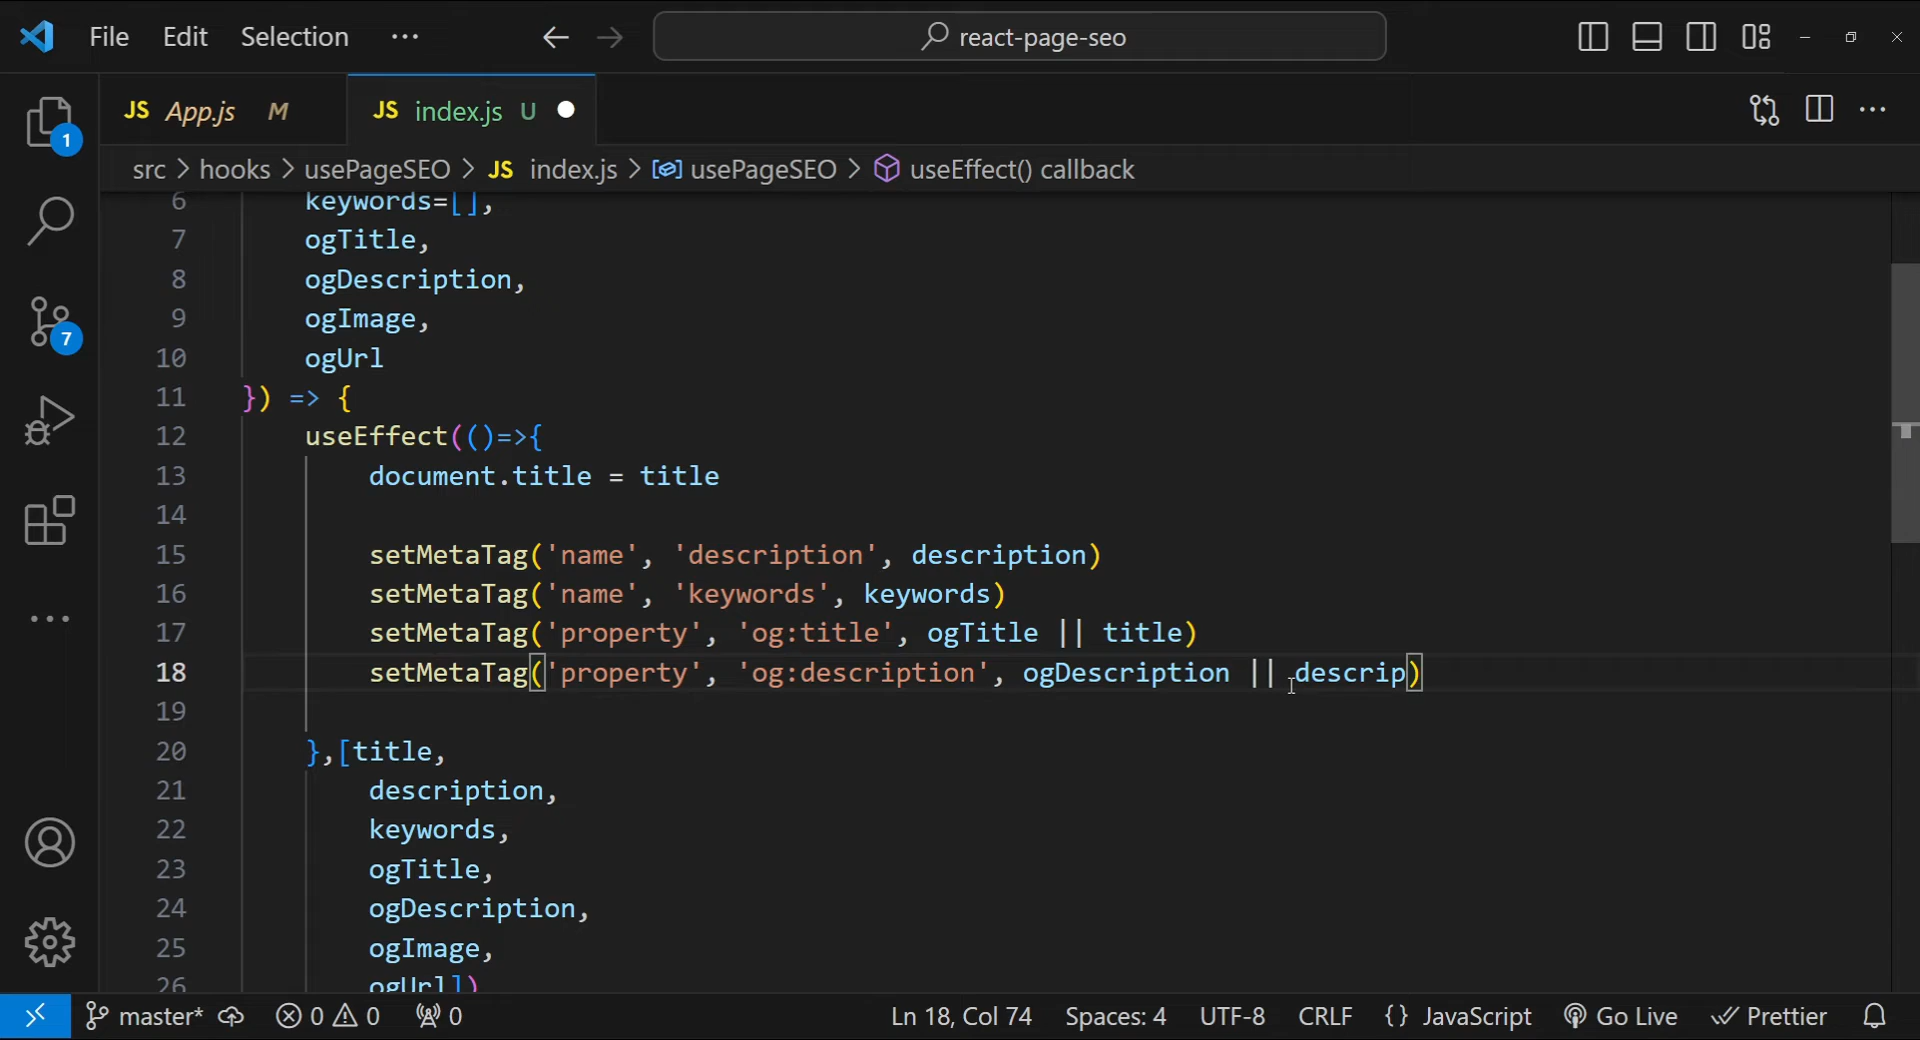 File Edit Selection ··· react-page-seo
JS App.js M JS index.js U
src > hooks > usePageSEO > JS index.js > usePageSEO > useEffect() callback
6 keywords=[],
7 ogTitle,
8 ogDescription,
9 ogImage,
10 ogUrl
11 }) => {
12 useEffect(()=>{
13 document.title = title
14
15 setMetaTag('name', 'description', description)
16 setMetaTag('name', 'keywords', keywords)
17 setMetaTag('property', 'og:title', ogTitle || title)
18 setMetaTag('property', 'og:description', ogDescription || descrip)
19
20 },[title,
21 description,
22 keywords,
23 ogTitle,
24 ogDescription,
25 ogImage,
26 ogUrl])
1
7
master* 0 0 0 Ln 18, Col 74 Spaces: 4 UTF-8 CRLF {} JavaScript Go Live Prettier